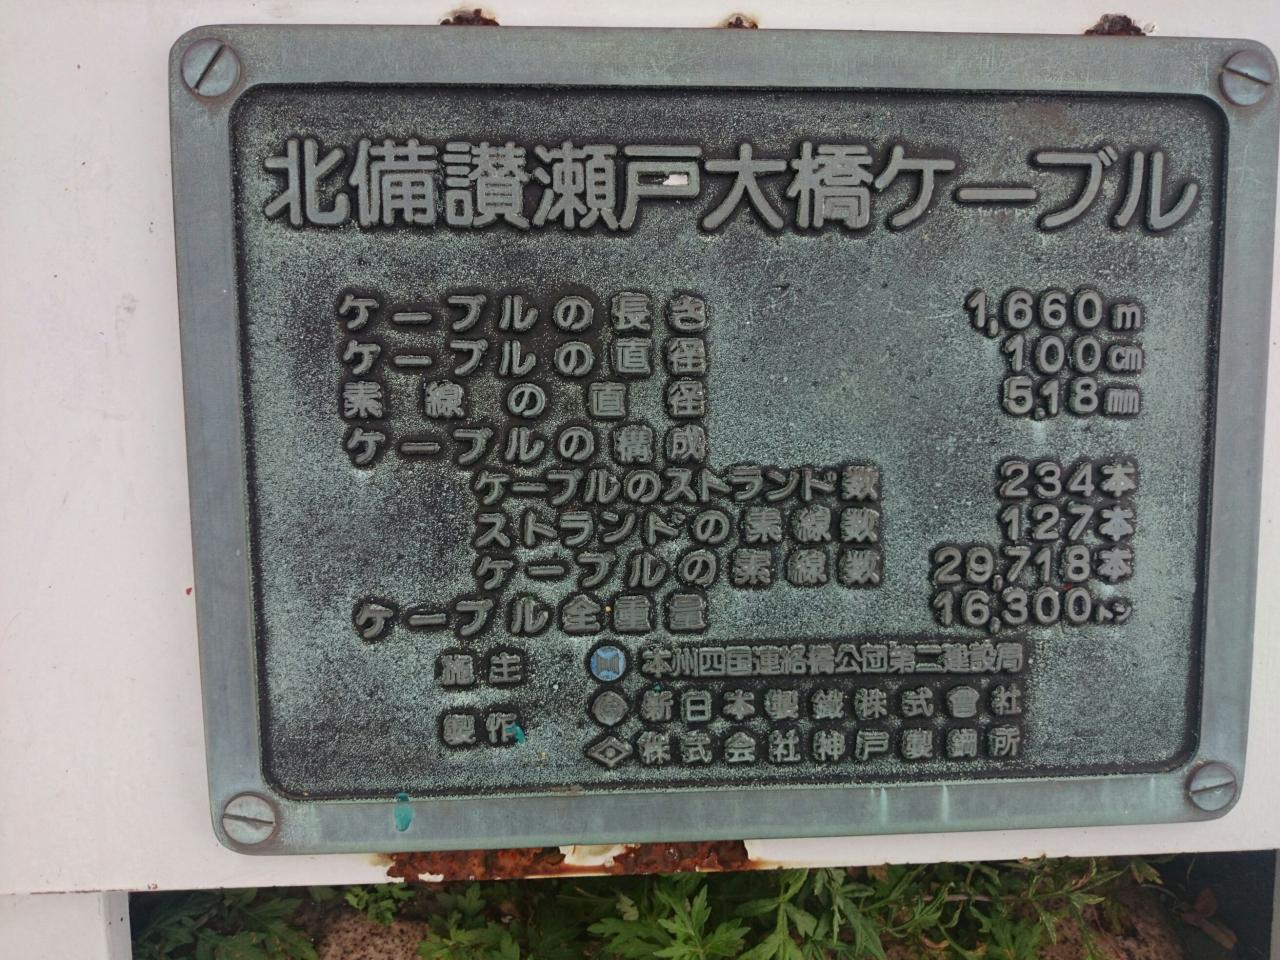 北備讃瀬戸大橋ケーブル
ケーブルの長さ 1,660m
ケーブルの直径 100cm
素線の直径 5.18mm
ケーブルの構成
ケーブルのストランド数 234本
ストランドの素線数 127本
ケーブルの素線数 29,718本
ケーブル全重量 16,300トン
施主 本州四国連絡橋公団第二建設局
製作 新日本製鐵株式會社
株式会社神戸製鋼所